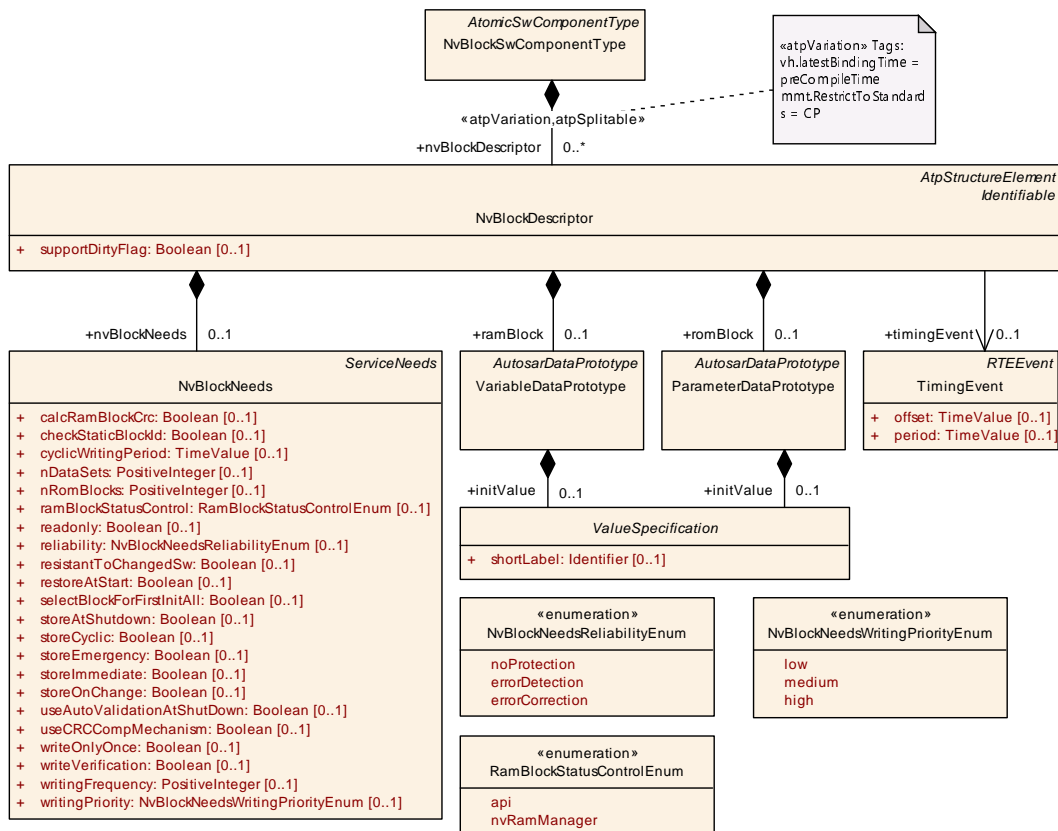 AtomicSwComponentType
NvBlockSwComponentType
«atpVariation» Tags:
vh.latestBindingTime =
preCompileTime
mmt.RestrictToStandard
s = CP
«atpVariation,atpSplitable»
+nvBlockDescriptor 0..*
AtpStructureElement
Identifiable
NvBlockDescriptor
+ supportDirtyFlag: Boolean [0..1]
+nvBlockNeeds 0..1
+ramBlock 0..1
+romBlock 0..1
+timingEvent 0..1
ServiceNeeds
NvBlockNeeds
+ calcRamBlockCrc: Boolean [0..1]
+ checkStaticBlockId: Boolean [0..1]
+ cyclicWritingPeriod: TimeValue [0..1]
+ nDataSets: PositiveInteger [0..1]
+ nRomBlocks: PositiveInteger [0..1]
+ ramBlockStatusControl: RamBlockStatusControlEnum [0..1]
+ readonly: Boolean [0..1]
+ reliability: NvBlockNeedsReliabilityEnum [0..1]
+ resistantToChangedSw: Boolean [0..1]
+ restoreAtStart: Boolean [0..1]
+ selectBlockForFirstInitAll: Boolean [0..1]
+ storeAtShutdown: Boolean [0..1]
+ storeCyclic: Boolean [0..1]
+ storeEmergency: Boolean [0..1]
+ storeImmediate: Boolean [0..1]
+ storeOnChange: Boolean [0..1]
+ useAutoValidationAtShutDown: Boolean [0..1]
+ useCRCCompMechanism: Boolean [0..1]
+ writeOnlyOnce: Boolean [0..1]
+ writeVerification: Boolean [0..1]
+ writingFrequency: PositiveInteger [0..1]
+ writingPriority: NvBlockNeedsWritingPriorityEnum [0..1]
AutosarDataPrototype
VariableDataPrototype
AutosarDataPrototype
ParameterDataPrototype
RTEEvent
TimingEvent
+ offset: TimeValue [0..1]
+ period: TimeValue [0..1]
+initValue 0..1
+initValue 0..1
ValueSpecification
+ shortLabel: Identifier [0..1]
«enumeration»
NvBlockNeedsReliabilityEnum
noProtection
errorDetection
errorCorrection
«enumeration»
NvBlockNeedsWritingPriorityEnum
low
medium
high
«enumeration»
RamBlockStatusControlEnum
api
nvRamManager